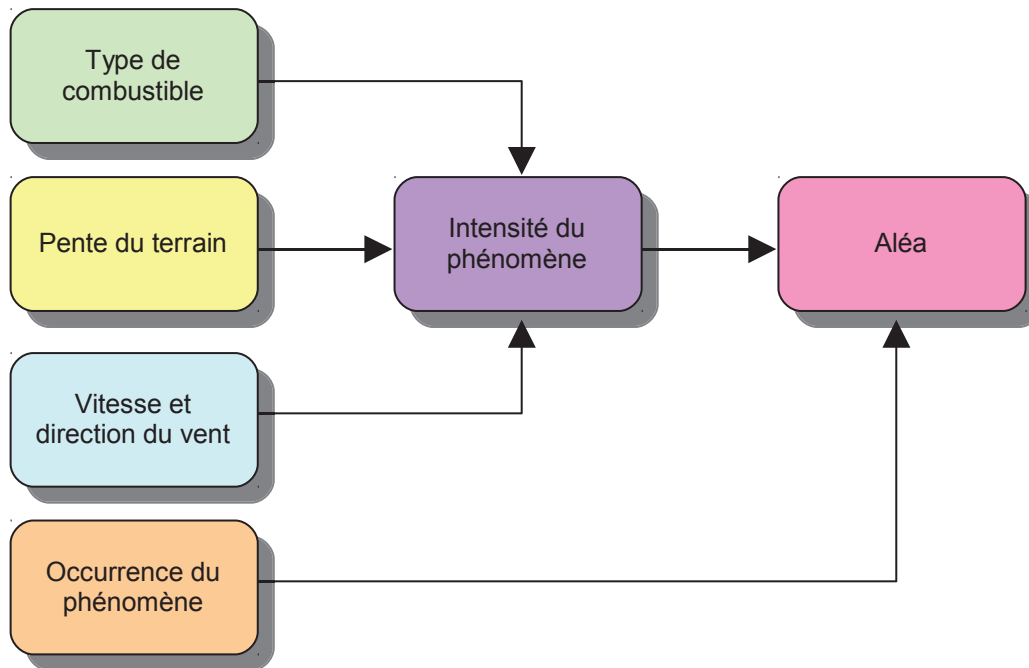 Type de
combustible
Pente du terrain
Intensité du
phénomène
Aléa
Vitesse et
direction du vent
Occurrence du
phénomène